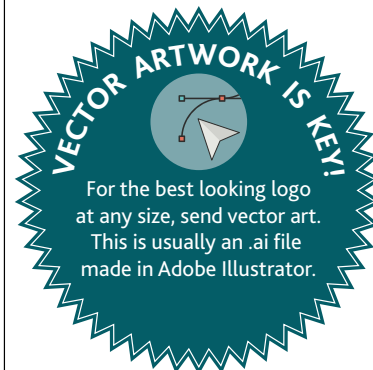 VECTOR ARTWORK IS KEY!
For the best looking logo
at any size, send vector art.
This is usually an .ai file
made in Adobe Illustrator.